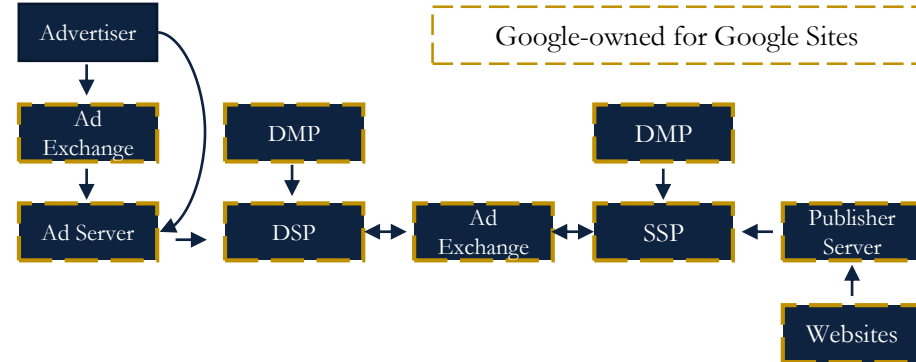 Advertiser
Google-owned for Google Sites
Ad
Exchange
DMP
DMP
Ad Server
DSP
Ad
Exchange
SSP
Publisher
Server
Websites